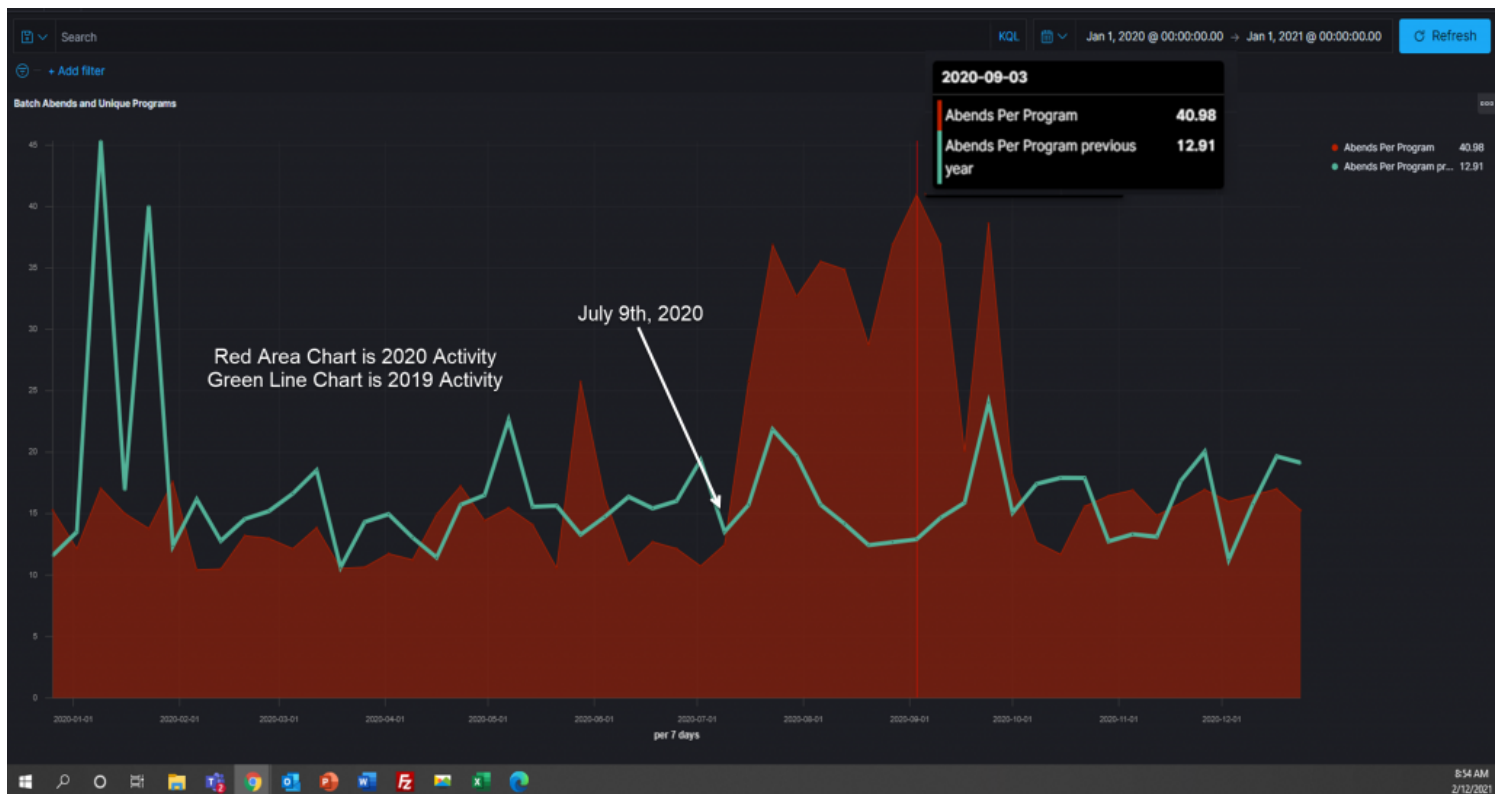 Search
KQL
Jan 1, 2020 @ 00:00:00.00 → Jan 1, 2021 @ 00:00:00.00
Refresh
+ Add filter
2020-09-03
Abends Per Program 40.98
Abends Per Program previous 12.91
year
Batch Abends and Unique Programs
Abends Per Program 40.98
Abends Per Program pr... 12.91
45
40
35
30
25
20
15
10
5
0
July 9th, 2020
Red Area Chart is 2020 Activity
Green Line Chart is 2019 Activity
2020-01-01
2020-02-01
2020-03-01
2020-04-01
2020-05-01
2020-06-01
2020-07-01
2020-08-01
2020-09-01
2020-10-01
2020-11-01
2020-12-01
per 7 days
8:54 AM
2/12/2021